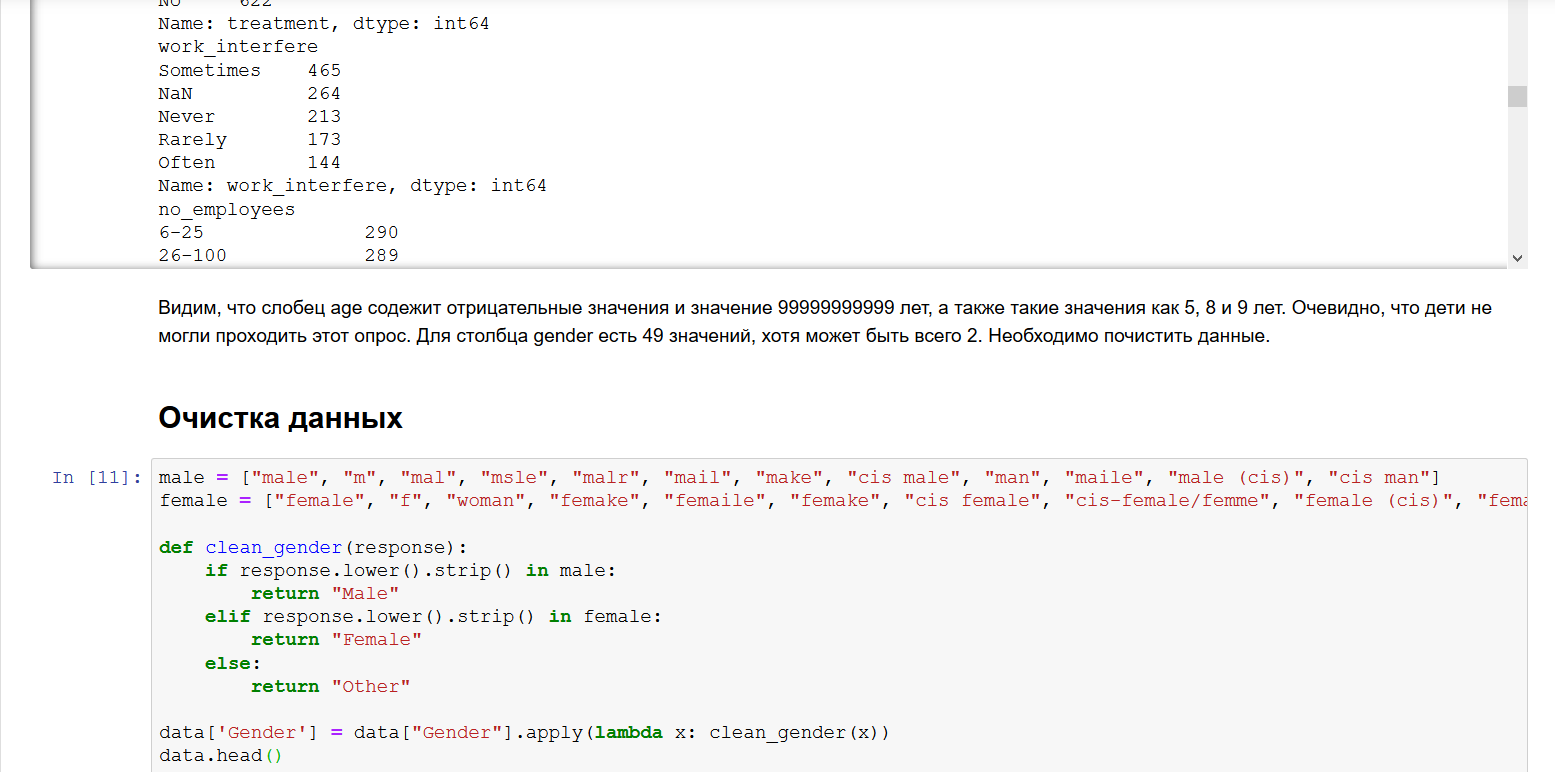 No      622
Name: treatment, dtype: int64
work_interfere
Sometimes    465
NaN          264
Never        213
Rarely       173
Often        144
Name: work_interfere, dtype: int64
no_employees
6-25              290
26-100            289
Видим, что слобец age содежит отрицательные значения и значение 99999999999 лет, а также такие значения как 5, 8 и 9 лет. Очевидно, что дети не
могли проходить этот опрос. Для столбца gender есть 49 значений, хотя может быть всего 2. Необходимо почистить данные.
Очистка данных
In [11]: male = ["male", "m", "mal", "msle", "malr", "mail", "make", "cis male", "man", "maile", "male (cis)", "cis man"]
female = ["female", "f", "woman", "femake", "femaile", "femake", "cis female", "cis-female/femme", "female (cis)", "fema
def clean_gender(response):
    if response.lower().strip() in male:
        return "Male"
    elif response.lower().strip() in female:
        return "Female"
    else:
        return "Other"
data['Gender'] = data["Gender"].apply(lambda x: clean_gender(x))
data.head()